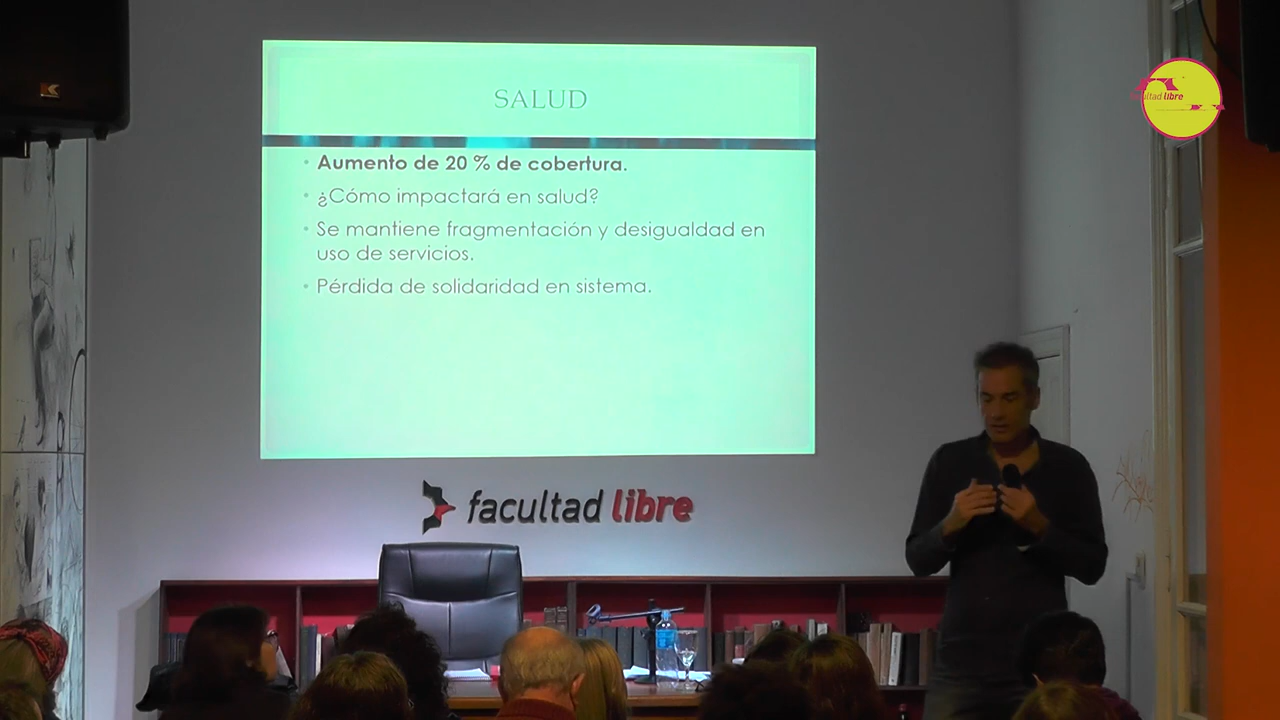 SALUD
• Aumento de 20 % de cobertura.
• ¿Cómo impactará en salud?
• Se mantiene fragmentación y desigualdad en
uso de servicios.
• Pérdida de solidaridad en sistema.
facultad libre
ultad libre